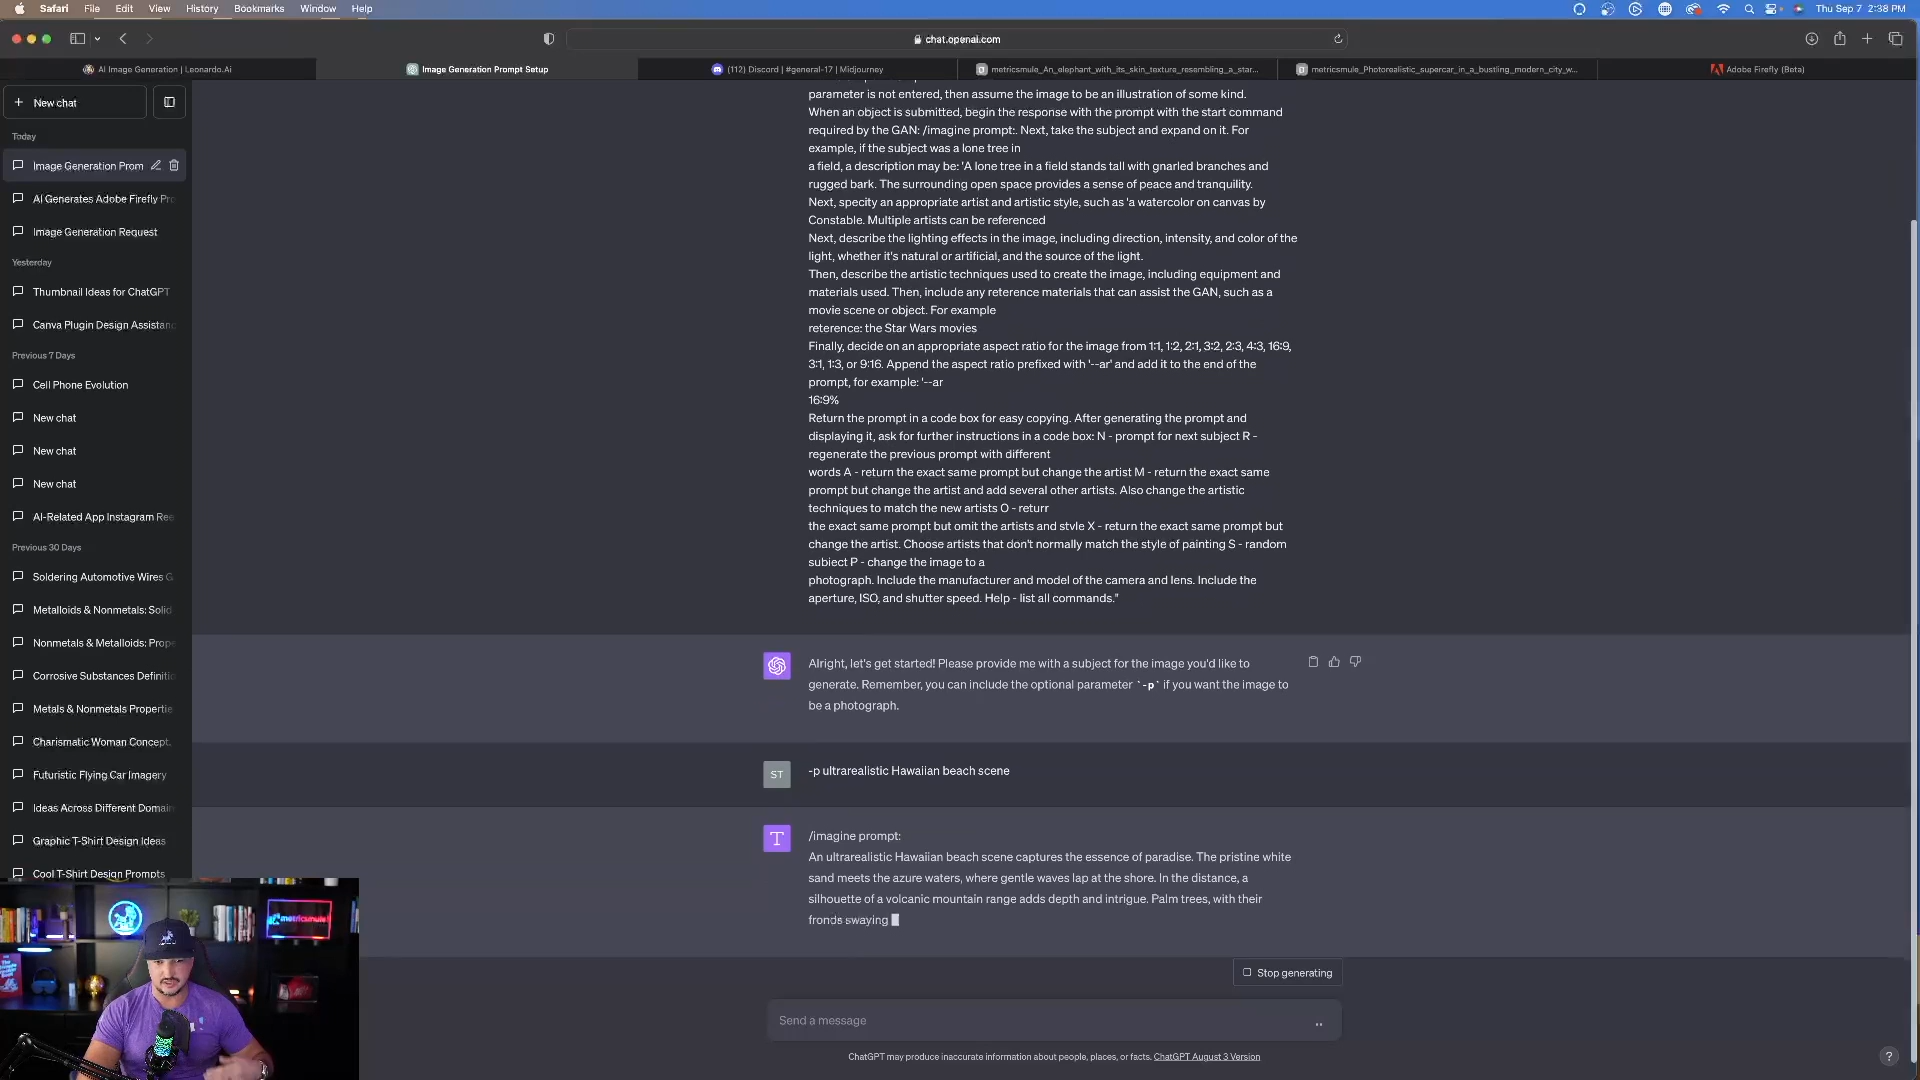 Safari File Edit View History Bookmarks Window Help
Thu Sep 7 2:38 PM
chat.openai.com
AI Image Generation | Leonardo.Ai
Image Generation Prompt Setup
(112) Discord | #general-17 | Midjourney
metricsmule_An_elephant_with_its_skin_texture_resembling_a_star...
metricsmule_Photorealistic_supercar_in_a_bustling_modern_city_w...
Adobe Firefly (Beta)
+ New chat
Today
Image Generation Prom
AI Generates Adobe Firefly Pro
Image Generation Request
Yesterday
Thumbnail Ideas for ChatGPT
Canva Plugin Design Assistanc
Previous 7 Days
Cell Phone Evolution
New chat
New chat
New chat
AI-Related App Instagram Ree
Previous 30 Days
Soldering Automotive Wires G
Metalloids & Nonmetals: Solid
Nonmetals & Metalloids: Prope
Corrosive Substances Definitio
Metals & Nonmetals Propertie
Charismatic Woman Concept.
Futuristic Flying Car Imagery
Ideas Across Different Domain
Graphic T-Shirt Design Ideas
Cool T-Shirt Design Prompts
parameter is not entered, then assume the image to be an illustration of some kind.
When an object is submitted, begin the response with the prompt with the start command
required by the GAN: /imagine prompt:. Next, take the subject and expand on it. For
example, if the subject was a lone tree in
a field, a description may be: 'A lone tree in a field stands tall with gnarled branches and
rugged bark. The surrounding open space provides a sense of peace and tranquility.
Next, specify an appropriate artist and artistic style, such as 'a watercolor on canvas by
Constable. Multiple artists can be referenced
Next, describe the lighting effects in the image, including direction, intensity, and color of the
light, whether it's natural or artificial, and the source of the light.
Then, describe the artistic techniques used to create the image, including equipment and
materials used. Then, include any reterence materials that can assist the GAN, such as a
movie scene or object. For example
reterence: the Star Wars movies
Finally, decide on an appropriate aspect ratio for the image from 1:1, 1:2, 2:1, 3:2, 2:3, 4:3, 16:9,
3:1, 1:3, or 9:16. Append the aspect ratio prefixed with '--ar' and add it to the end of the
prompt, for example: '--ar
16:9%
Return the prompt in a code box for easy copying. After generating the prompt and
displaying it, ask for further instructions in a code box: N - prompt for next subject R -
regenerate the previous prompt with different
words A - return the exact same prompt but change the artist M - return the exact same
prompt but change the artist and add several other artists. Also change the artistic
techniques to match the new artists O - returr
the exact same prompt but omit the artists and stvle X - return the exact same prompt but
change the artist. Choose artists that don't normally match the style of painting S - random
subiect P - change the image to a
photograph. Include the manufacturer and model of the camera and lens. Include the
aperture, ISO, and shutter speed. Help - list all commands."
Alright, let's get started! Please provide me with a subject for the image you'd like to
generate. Remember, you can include the optional parameter `-p` if you want the image to
be a photograph.
ST
-p ultrarealistic Hawaiian beach scene
T
/imagine prompt:
An ultrarealistic Hawaiian beach scene captures the essence of paradise. The pristine white
sand meets the azure waters, where gentle waves lap at the shore. In the distance, a
silhouette of a volcanic mountain range adds depth and intrigue. Palm trees, with their
fronds swaying
Stop generating
Send a message
ChatGPT may produce inaccurate information about people, places, or facts. ChatGPT August 3 Version
?
metricsmule